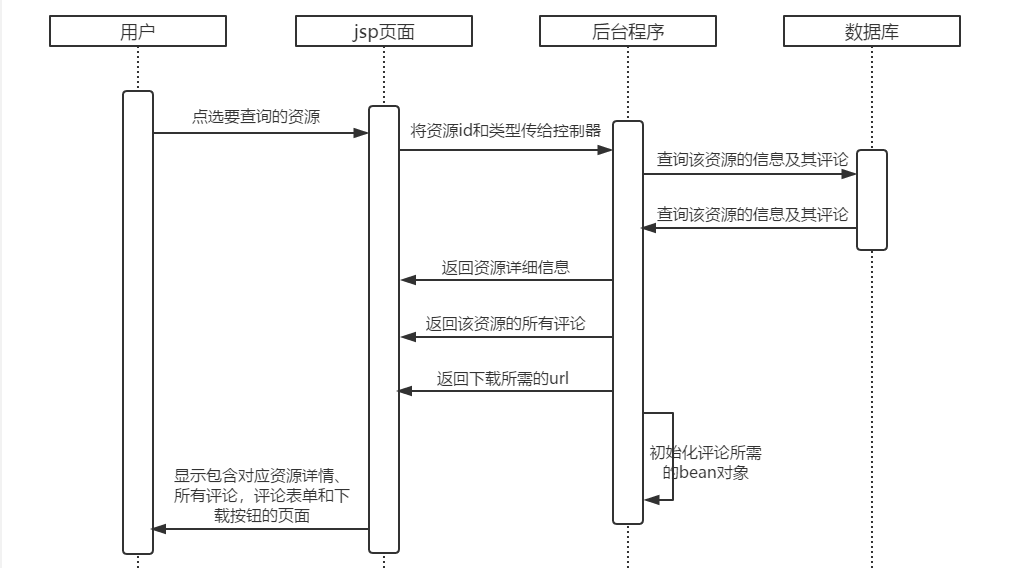 用户
jsp页面
后台程序
数据库
点选要查询的资源
将资源id和类型传给控制器
查询该资源的信息及其评论
查询该资源的信息及其评论
返回资源详细信息
返回该资源的所有评论
返回下载所需的url
初始化评论所需
的bean对象
显示包含对应资源详情、
所有评论，评论表单和下
载按钮的页面